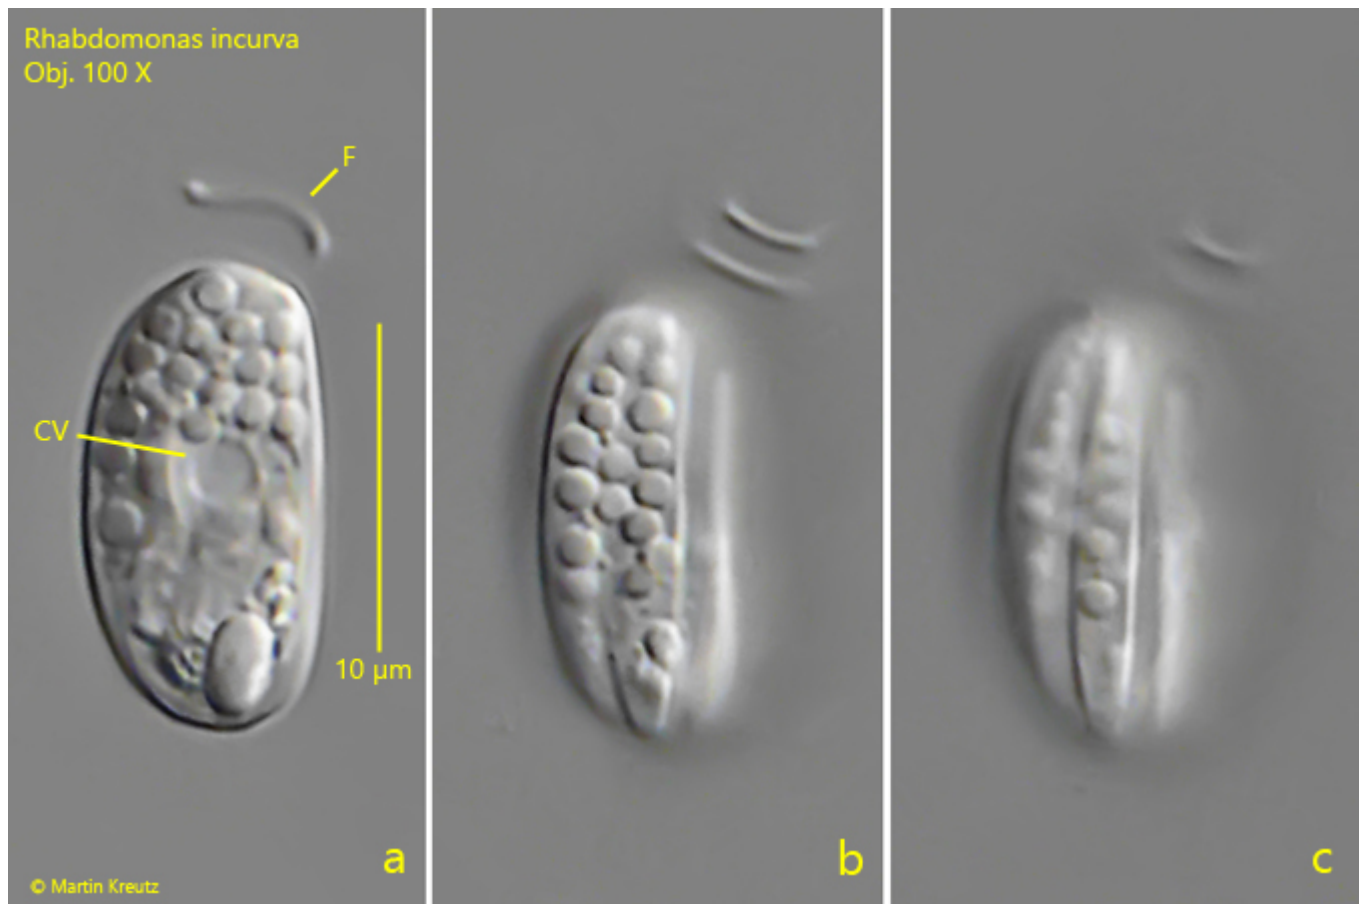 Rhabdomonas incurva
Obj. 100 X
F
CV
10 µm
a
b
c
© Martin Kreutz